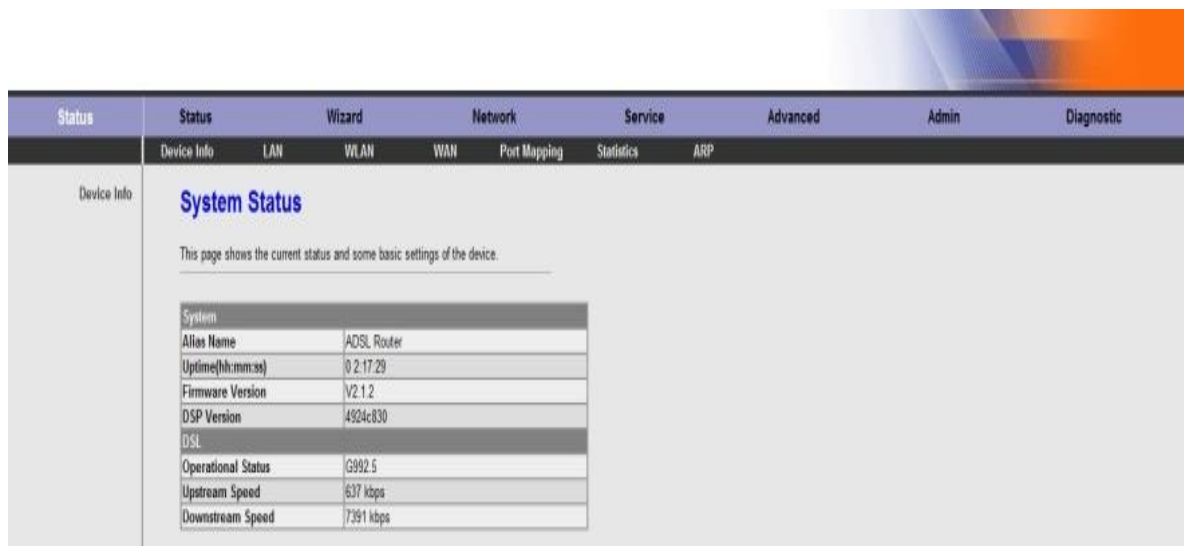 Status Status Wizard Network Service Advanced Admin Diagnostic
Device Info LAN WLAN WAN Port Mapping Statistics ARP
Device Info
System Status
This page shows the current status and some basic settings of the device.
System
Alias Name ADSL Router
Uptime(hh:mm:ss) 0 2:17:29
Firmware Version V2.1.2
DSP Version 4924c830
DSL
Operational Status G992.5
Upstream Speed 637 kbps
Downstream Speed 7391 kbps